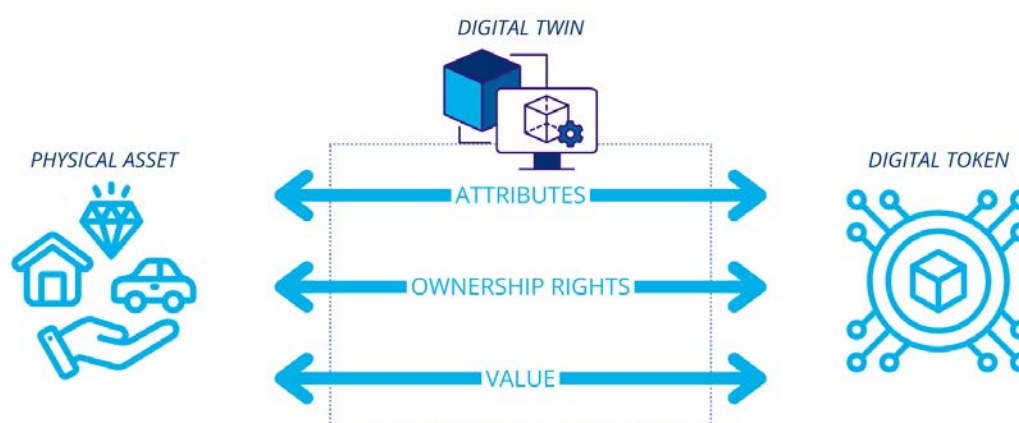 DIGITAL TWIN
PHYSICAL ASSET
DIGITAL TOKEN
ATTRIBUTES
OWNERSHIP RIGHTS
VALUE